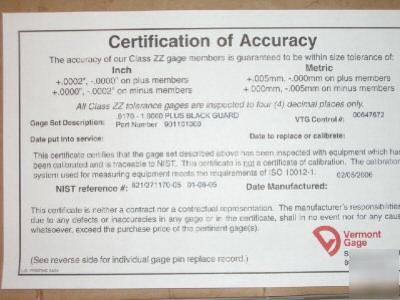 Certification of Accuracy
The accuracy of our Class ZZ gage members is guaranteed to be within size tolerance of:
Inch Metric
+.0002", -.0000" on plus members +.005mm, -.000mm on plus members
+.0000", -.0002" on minus members +.000mm, -.005mm on minus members
All Class ZZ tolerance gages are inspected to four (4) decimal places only.
.9170 - 1.0000 PLUS BLACK GUARD
Gage Set Description: Part Number 901101300 VTG Control #: 00647672
Date put into service: Date to replace or calibrate:
This certificate certifies that the gage set described above has been inspected with equipment which has
been calibrated and is traceable to NIST. This certificate is not a certificate of calibration. The calibration
system used for measuring equipment meets the requirements of ISO 10012-1.
02/06/2006
NIST reference #: 821/271170-05 01-08-05 Date Manufactured:
This certificate is neither a contract nor a contractual representation. The manufacturer's responsibilities
due to any defects or inaccuracies in any gage or in the certificate, shall in no event nor for any cause
whatsoever, exceed the purchase price of the pertinent gage(s).
Vermont
Gage
(See reverse side for individual gage pin replace record.)